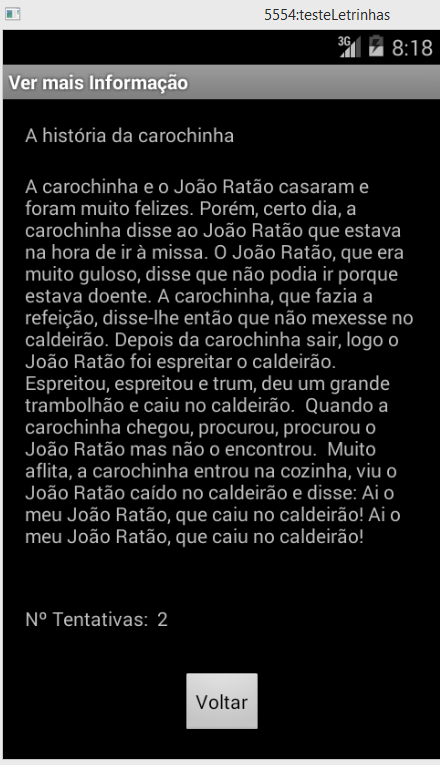 5554:testeLetrinhas
3G 8:18
Ver mais Informação
A história da carochinha
A carochinha e o João Ratão casaram e
foram muito felizes. Porém, certo dia, a
carochinha disse ao João Ratão que estava
na hora de ir à missa. O João Ratão, que era
muito guloso, disse que não podia ir porque
estava doente. A carochinha, que fazia a
refeição, disse-lhe então que não mexesse no
caldeirão. Depois da carochinha sair, logo o
João Ratão foi espreitar o caldeirão.
Espreitou, espreitou e trum, deu um grande
trambolhão e caiu no caldeirão.  Quando a
carochinha chegou, procurou, procurou o
João Ratão mas não o encontrou.  Muito
aflita, a carochinha entrou na cozinha, viu o
João Ratão caído no caldeirão e disse: Ai o
meu João Ratão, que caiu no caldeirão! Ai o
meu João Ratão, que caiu no caldeirão!
Nº Tentativas:  2
Voltar